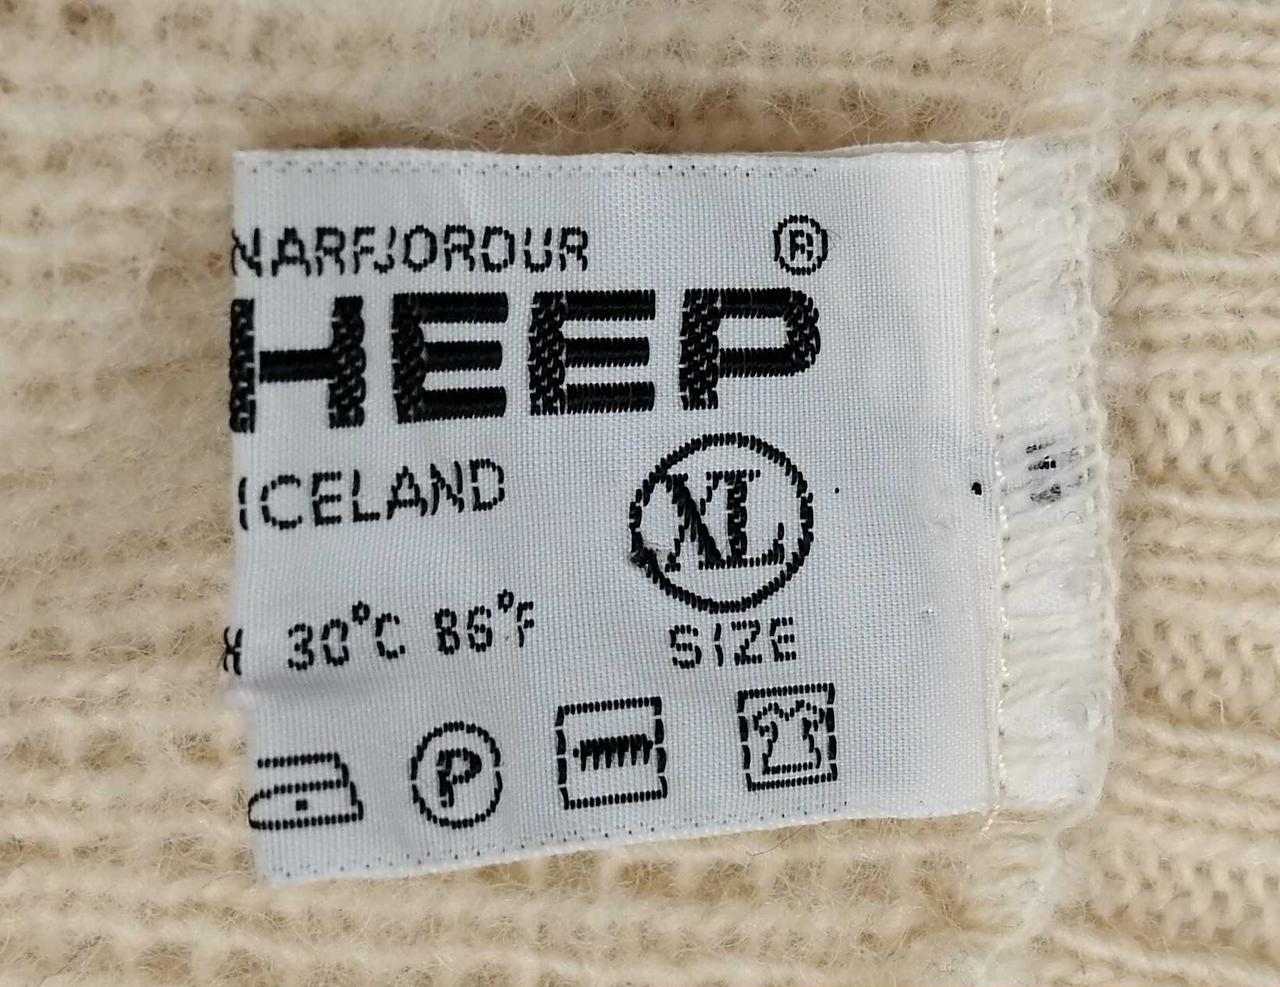 NARFJORDUR ®
HEEP
ICELAND
XL
30°C 86°F
SIZE
P